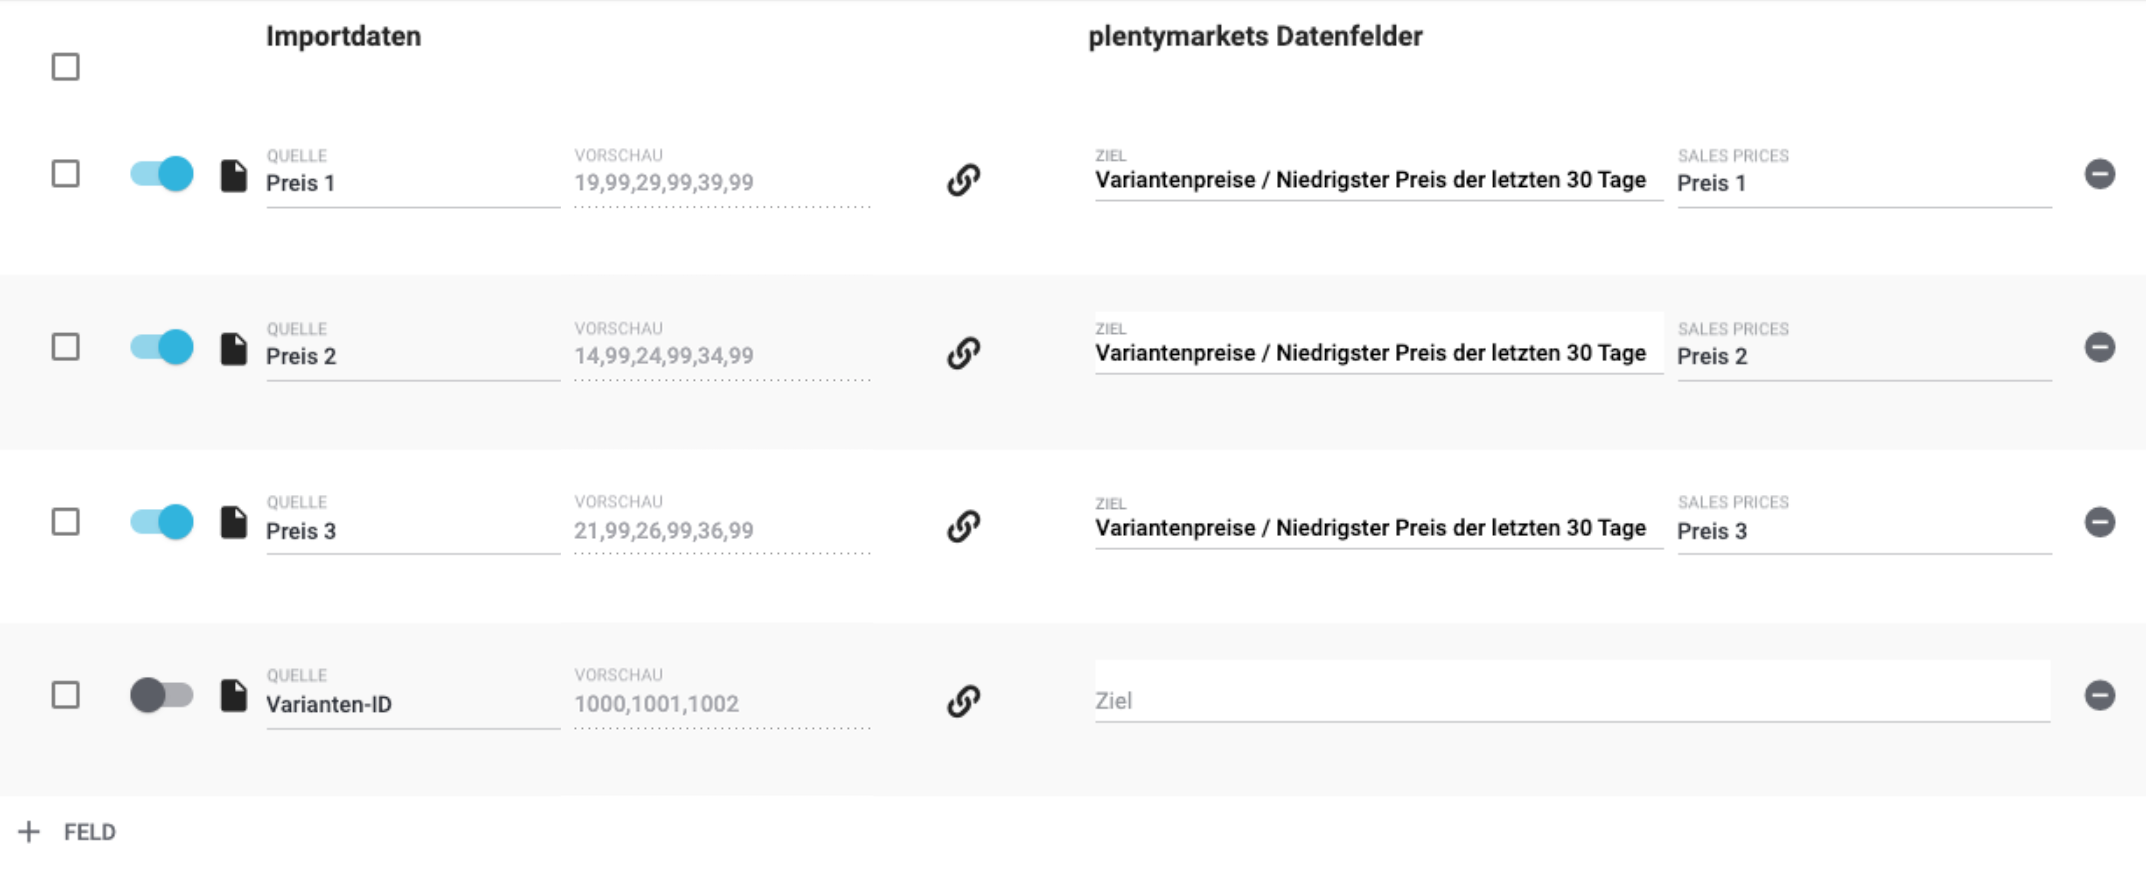 Importdaten
plentymarkets Datenfelder
QUELLE
Preis 1
VORSCHAU
19,99,29,99,39,99
ZIEL
Variantenpreise / Niedrigster Preis der letzten 30 Tage
SALES PRICES
Preis 1
QUELLE
Preis 2
VORSCHAU
14,99,24,99,34,99
ZIEL
Variantenpreise / Niedrigster Preis der letzten 30 Tage
SALES PRICES
Preis 2
QUELLE
Preis 3
VORSCHAU
21,99,26,99,36,99
ZIEL
Variantenpreise / Niedrigster Preis der letzten 30 Tage
SALES PRICES
Preis 3
QUELLE
Varianten-ID
VORSCHAU
1000,1001,1002
Ziel
FELD